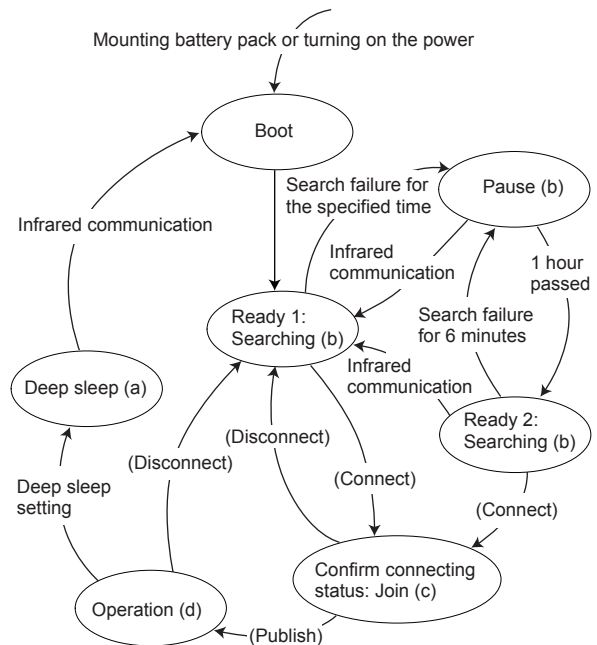 Mounting battery pack or turning on the power
Boot
Search failure for
the specified time
Pause (b)
Infrared communication
Infrared
communication
1 hour
passed
Ready 1:
Searching (b)
Search failure
for 6 minutes
Infrared
communication
Deep sleep (a)
Ready 2:
Searching (b)
(Disconnect)
(Disconnect)
(Connect)
(Connect)
Deep sleep
setting
Confirm connecting
status: Join (c)
Operation (d)
(Publish)